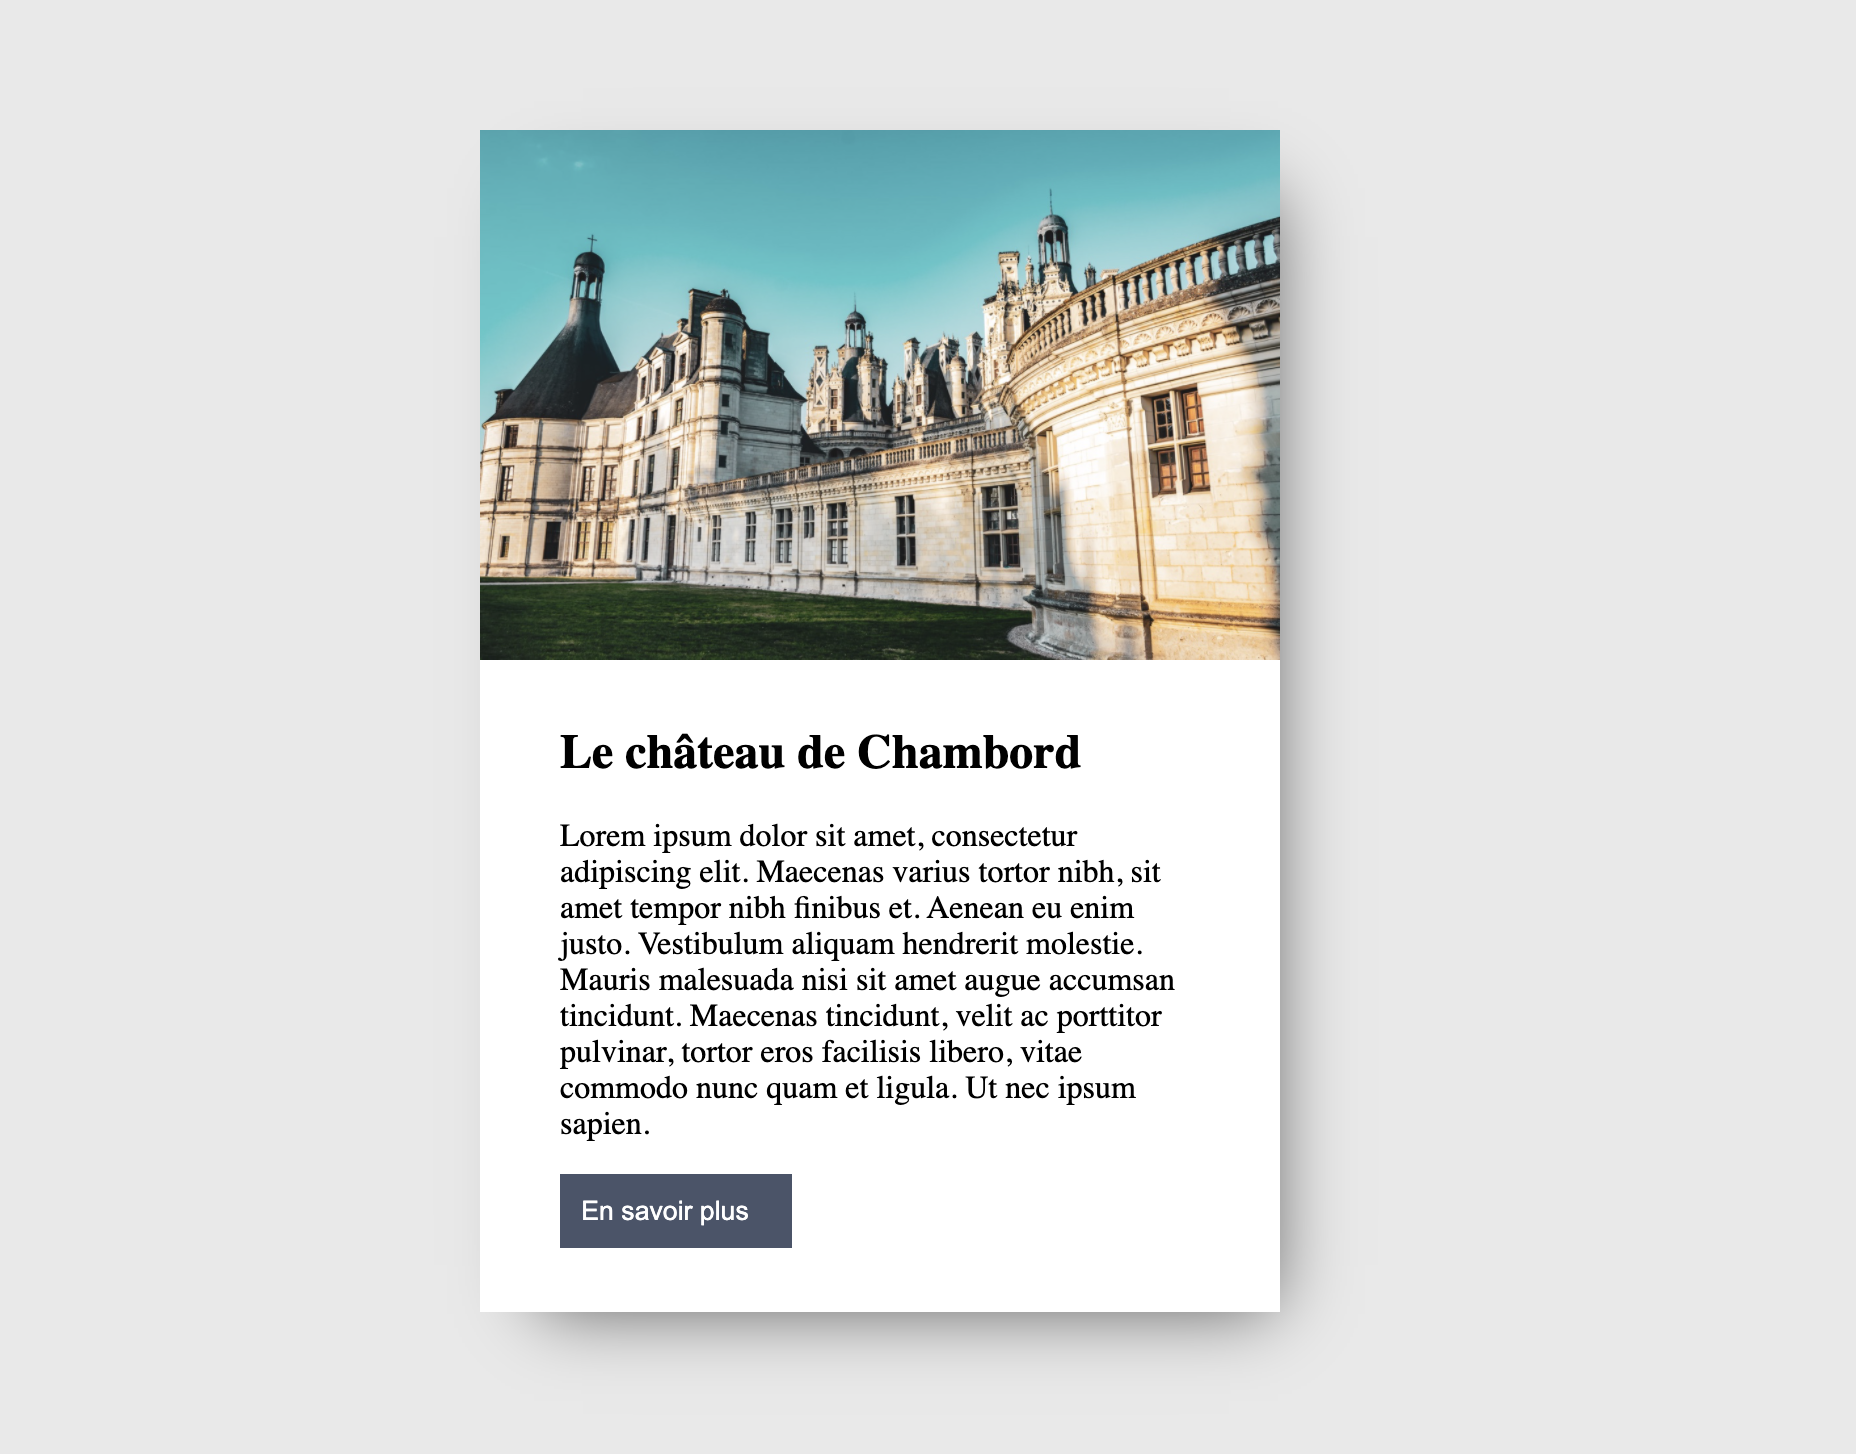 Le château de Chambord
Lorem ipsum dolor sit amet, consectetur
adipiscing elit. Maecenas varius tortor nibh, sit
amet tempor nibh finibus et. Aenean eu enim
justo. Vestibulum aliquam hendrerit molestie.
Mauris malesuada nisi sit amet augue accumsan
tincidunt. Maecenas tincidunt, velit ac porttitor
pulvinar, tortor eros facilisis libero, vitae
commodo nunc quam et ligula. Ut nec ipsum
sapien.
En savoir plus